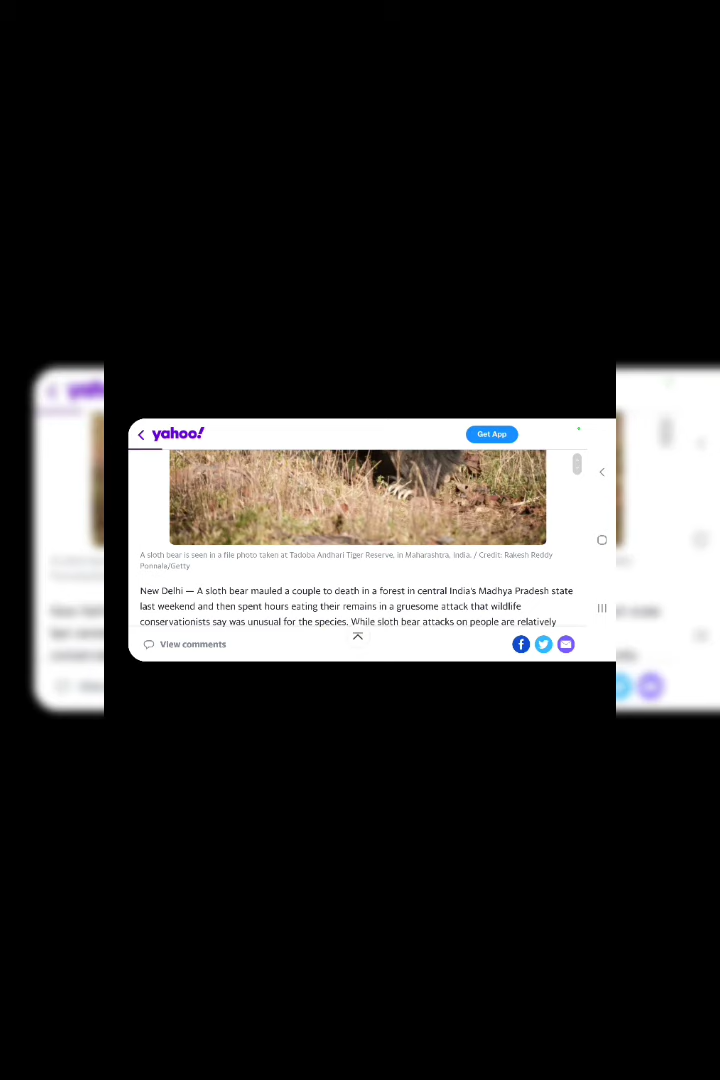 yahoo!
Get App
A sloth bear is seen in a file photo taken at Tadoba Andhari Tiger Reserve, in Maharashtra, India. / Credit: Rakesh Reddy
Ponnala/Getty
New Delhi — A sloth bear mauled a couple to death in a forest in central India's Madhya Pradesh state
last weekend and then spent hours eating their remains in a gruesome attack that wildlife
conservationists say was unusual for the species. While sloth bear attacks on people are relatively
View comments